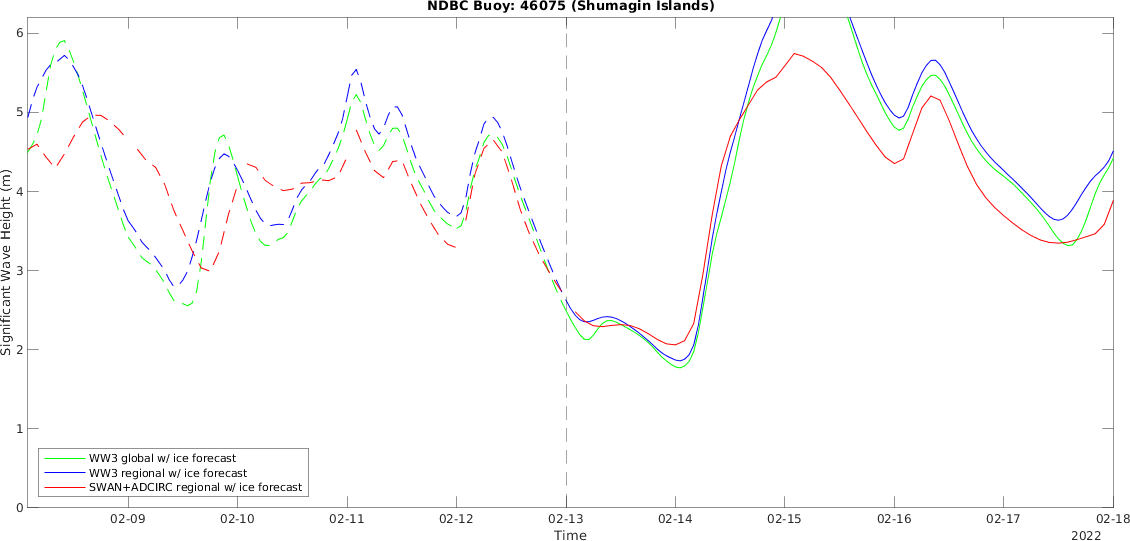 NDBC Buoy: 46075 (Shumagin Islands)
Significant Wave Height (m)
6
5
4
3
2
1
0
WW3 global w/ ice forecast
WW3 regional w/ ice forecast
SWAN+ADCIRC regional w/ ice forecast
02-09 02-10 02-11 02-12 02-13 02-14 02-15 02-16 02-17 02-18
Time
2022